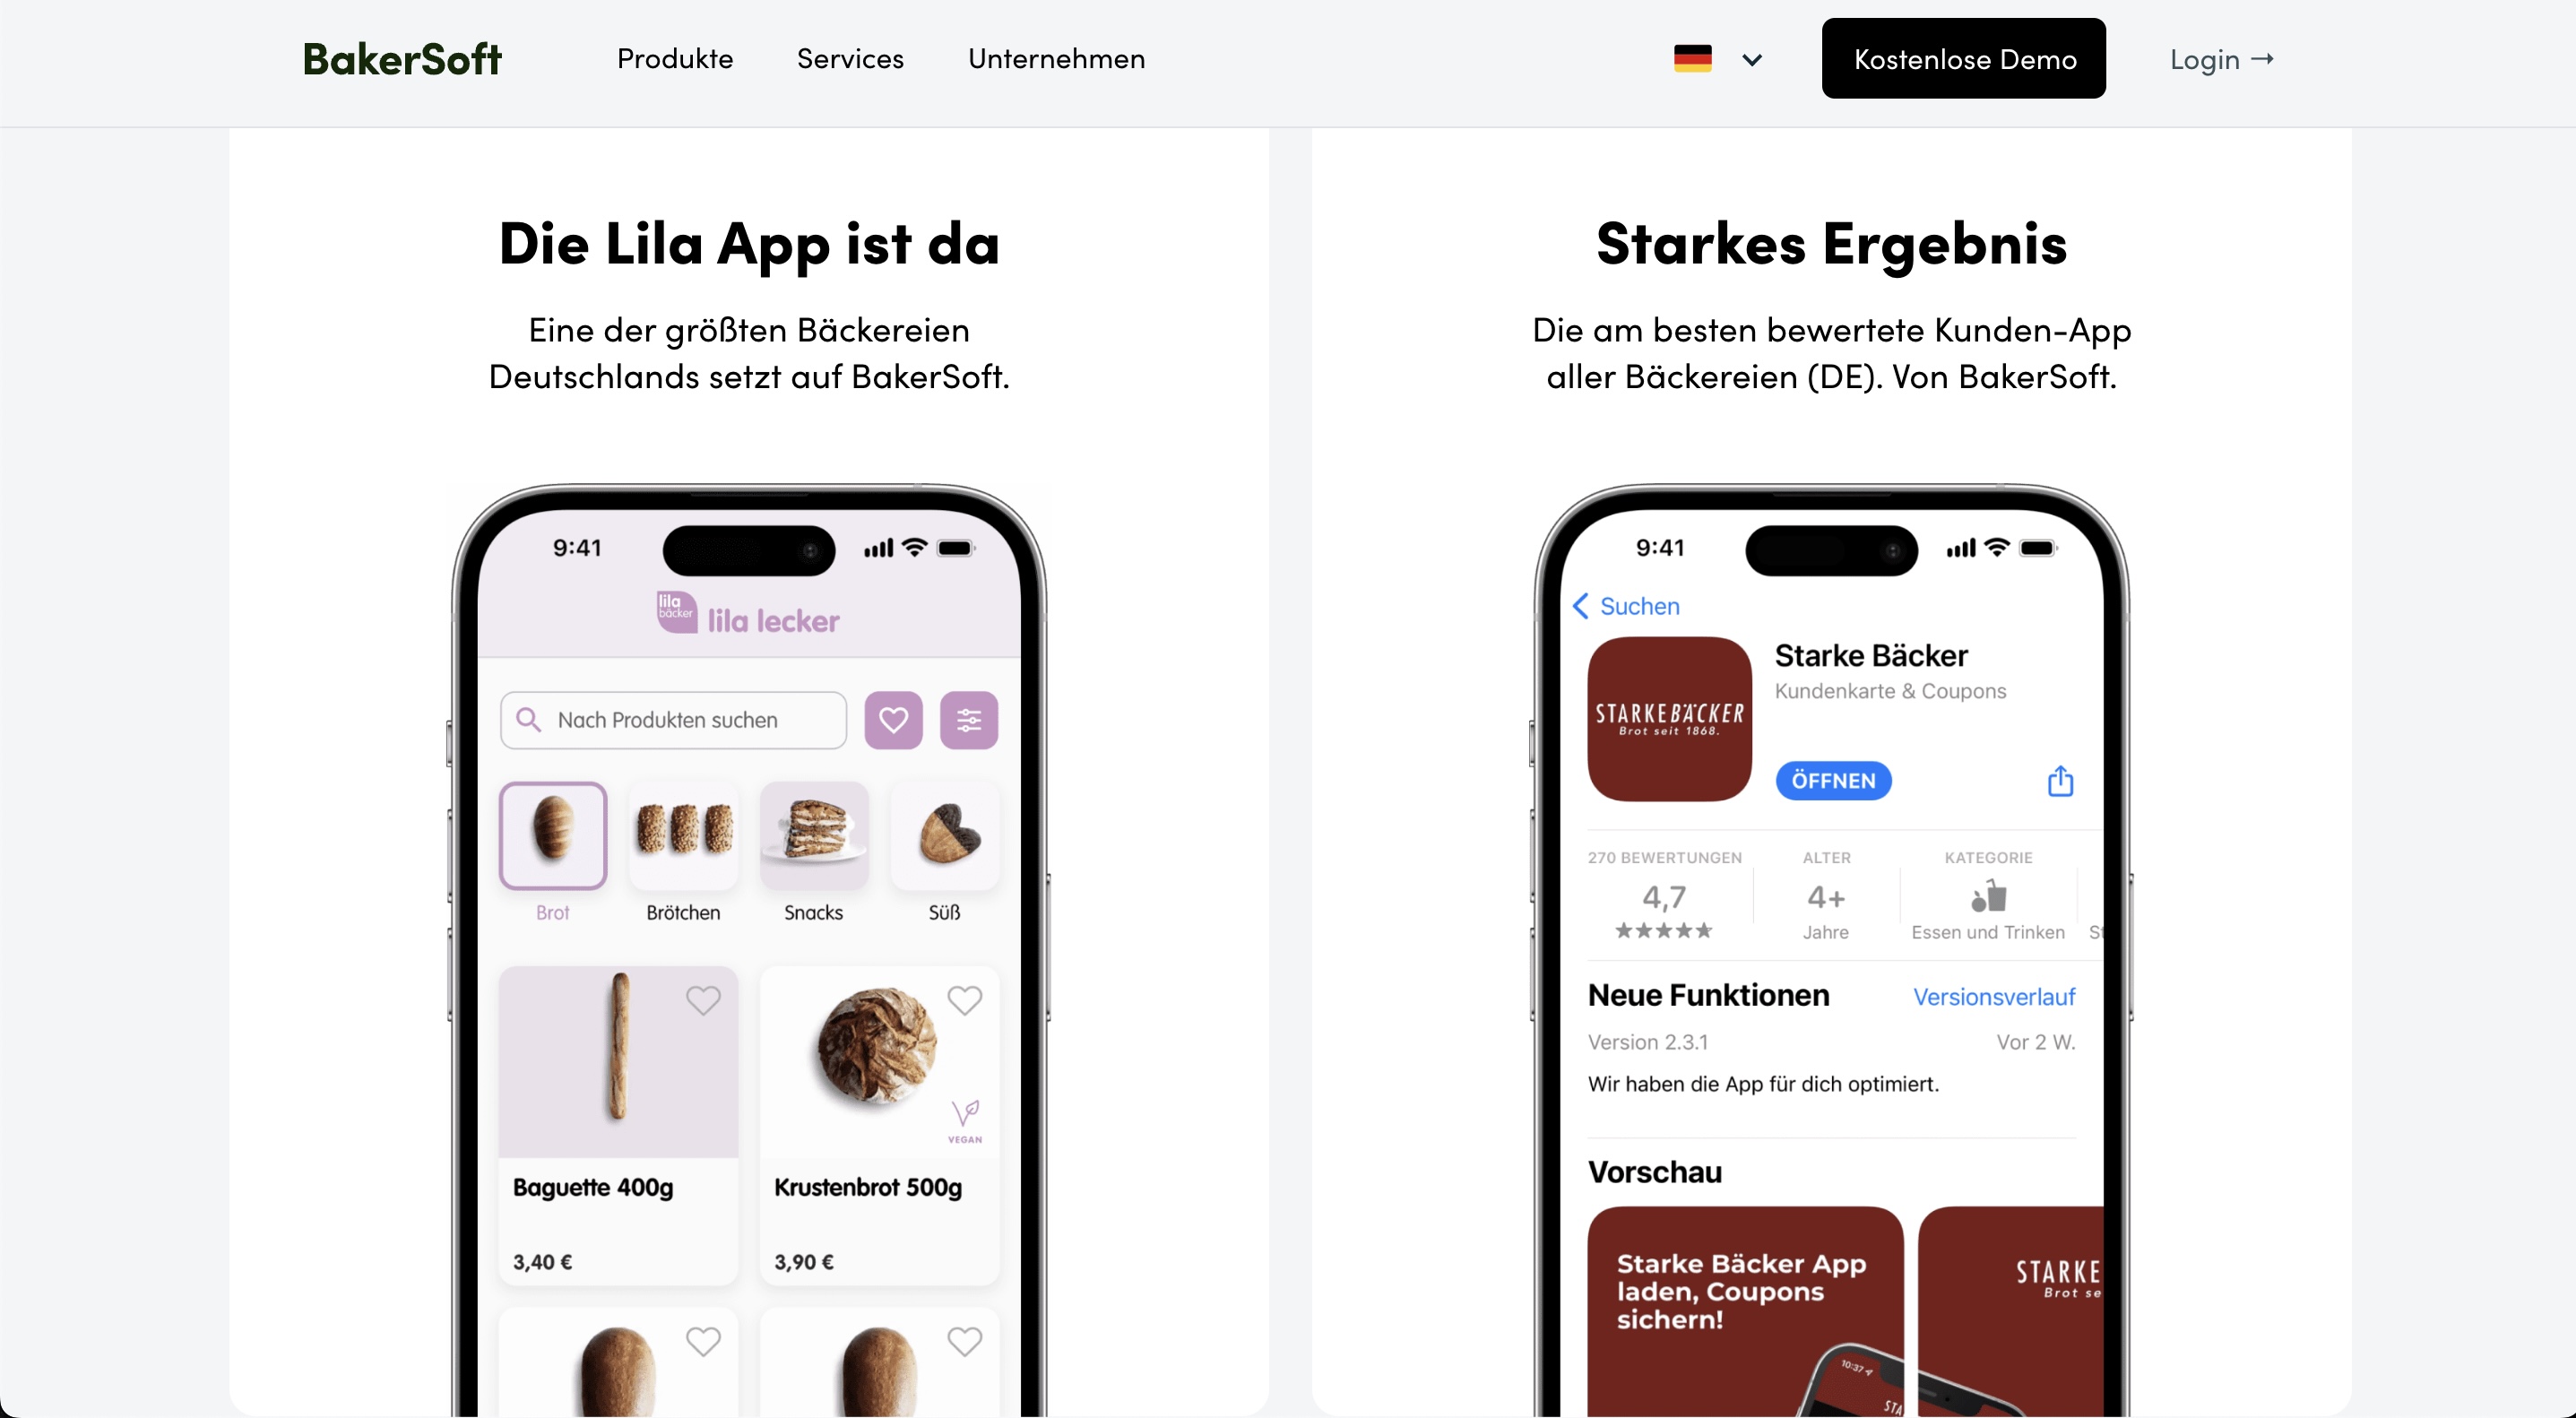 BakerSoft
Produkte
Services
Unternehmen
Kostenlose Demo
Login →
Die Lila App ist da
Eine der größten Bäckereien
Deutschlands setzt auf BakerSoft.
9:41
lila
bäcker
lila lecker
Nach Produkten suchen
Brot
Brötchen
Snacks
Süß
VEGAN
Baguette 400g
Krustenbrot 500g
3,40 €
3,90 €
Starkes Ergebnis
Die am besten bewertete Kunden-App
aller Bäckereien (DE). Von BakerSoft.
9:41
Suchen
STARKEBÄCKER
Brot seit 1868.
Starke Bäcker
Kundenkarte & Coupons
ÖFFNEN
270 BEWERTUNGEN
4,7
ALTER
4+
Jahre
KATEGORIE
Essen und Trinken
St
Neue Funktionen
Versionsverlauf
Version 2.3.1
Vor 2 W.
Wir haben die App für dich optimiert.
Vorschau
Starke Bäcker App
laden, Coupons
sichern!
10:37
STA
STARKE
Brot se